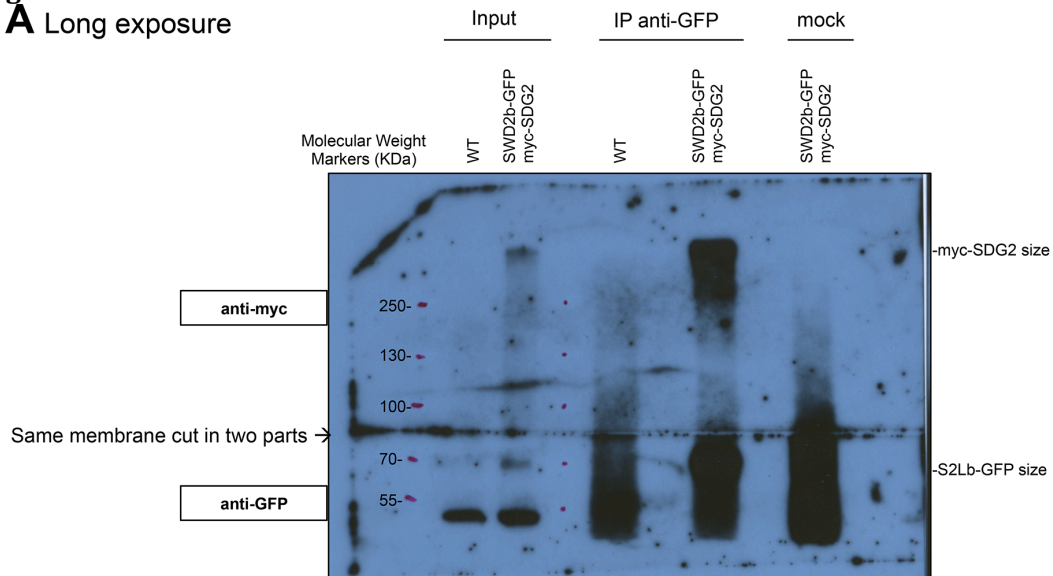 A Long exposure
Input
IP anti-GFP
mock
Molecular Weight
Markers (KDa)
WT
SWD2b-GFP
myc-SDG2
WT
SWD2b-GFP
myc-SDG2
SWD2b-GFP
myc-SDG2
-myc-SDG2 size
250-
anti-myc
130-
100-
Same membrane cut in two parts →
70-
-S2Lb-GFP size
55-
anti-GFP